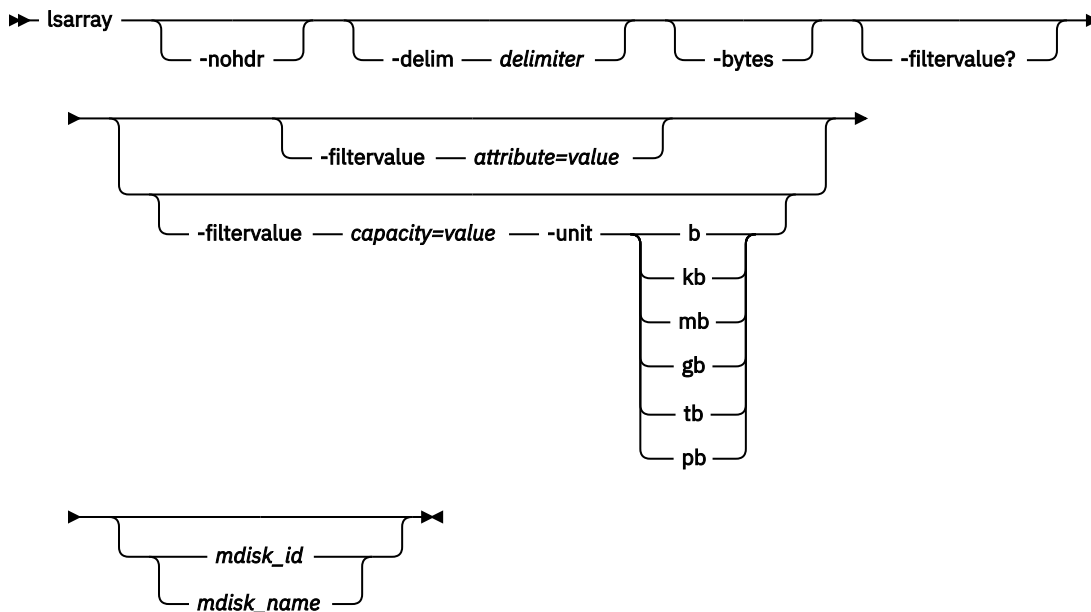 lsarray
-nohdr -delim delimiter -bytes -filtervalue?
-filtervalue attribute=value
-filtervalue capacity=value -unit b
kb
mb
gb
tb
pb
mdisk_id
mdisk_name